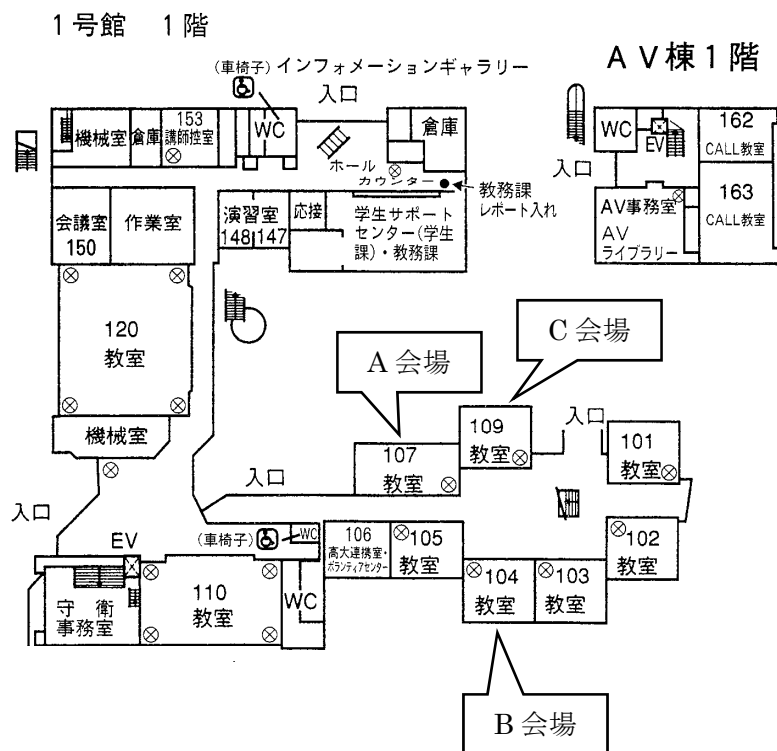 1号館 1階
(車椅子) インフォメーションギャラリー
入口
AV棟1階
機械室
倉庫
153
講師控室
WC
ホール
カウンター
倉庫
教務課
レポート入れ
会議室
150
作業室
演習室
148 147
応接
学生サポート
センター(学生
課)・教務課
WC
EV
入口
162
CALL教室
163
CALL教室
AV事務室
AV
ライブラリー
120
教室
機械室
A 会場
C 会場
107
教室
109
教室
入口
101
教室
入口
入口
EV
(車椅子)
WC
106
高大連携室・
ボランティアセンター
105
教室
104
教室
103
教室
102
教室
守衛
事務室
110
教室
WC
B 会場